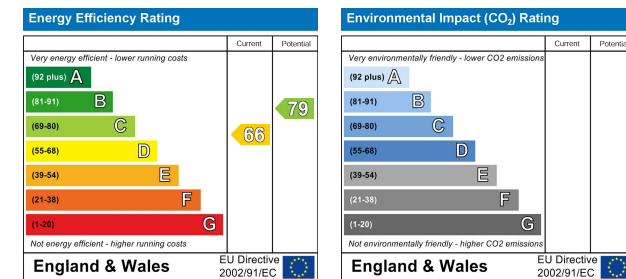 Energy Efficiency Rating
Current Potential
Very energy efficient - lower running costs
(92 plus) A
(81-91) B
(69-80) C
(55-68) D
(39-54) E
(21-38) F
(1-20) G
66
79
Not energy efficient - higher running costs
England & Wales
EU Directive
2002/91/EC
Environmental Impact (CO₂) Rating
Current Potential
Very environmentally friendly - lower CO2 emissions
(92 plus) A
(81-91) B
(69-80) C
(55-68) D
(39-54) E
(21-38) F
(1-20) G
Not environmentally friendly - higher CO2 emissions
England & Wales
EU Directive
2002/91/EC